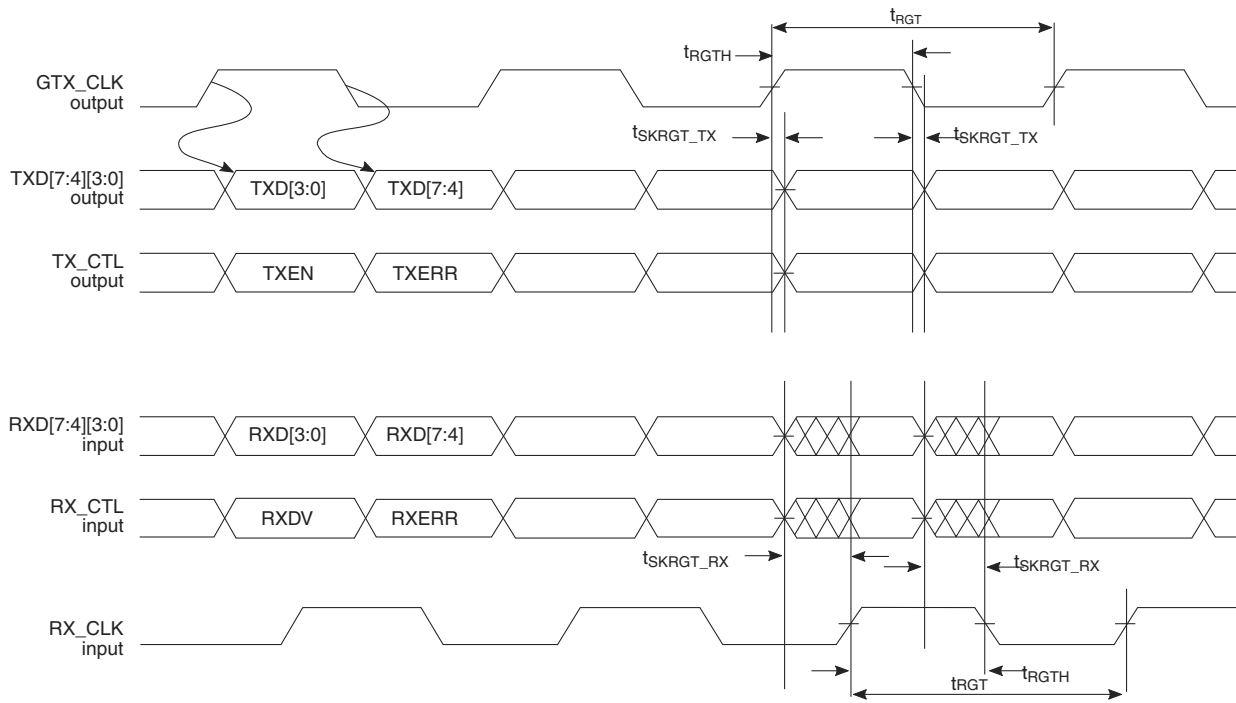 tRGT
tRGTH
GTX_CLK
output
tSKRGT_TX
tSKRGT_TX
TXD[7:4][3:0]
output
TXD[3:0]
TXD[7:4]
TX_CTL
output
TXEN
TXERR
RXD[7:4][3:0]
input
RXD[3:0]
RXD[7:4]
RX_CTL
input
RXDV
RXERR
tSKRGT_RX
tSKRGT_RX
RX_CLK
input
tRGTH
tRGT